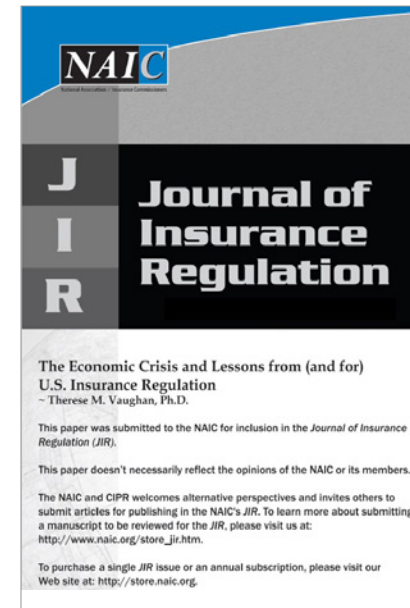 NAIC
National Association of Insurance Commissioners
J
I
R
Journal of
Insurance
Regulation
The Economic Crisis and Lessons from (and for)
U.S. Insurance Regulation
~ Therese M. Vaughan, Ph.D.
This paper was submitted to the NAIC for inclusion in the Journal of Insurance
Regulation (JIR).
This paper doesn't necessarily reflect the opinions of the NAIC or its members.
The NAIC and CIPR welcomes alternative perspectives and invites others to
submit articles for publishing in the NAIC's JIR. To learn more about submitting
a manuscript to be reviewed for the JIR, please visit us at:
http://www.naic.org/store_jir.htm.
To purchase a single JIR issue or an annual subscription, please visit our
Web site at: http://store.naic.org.